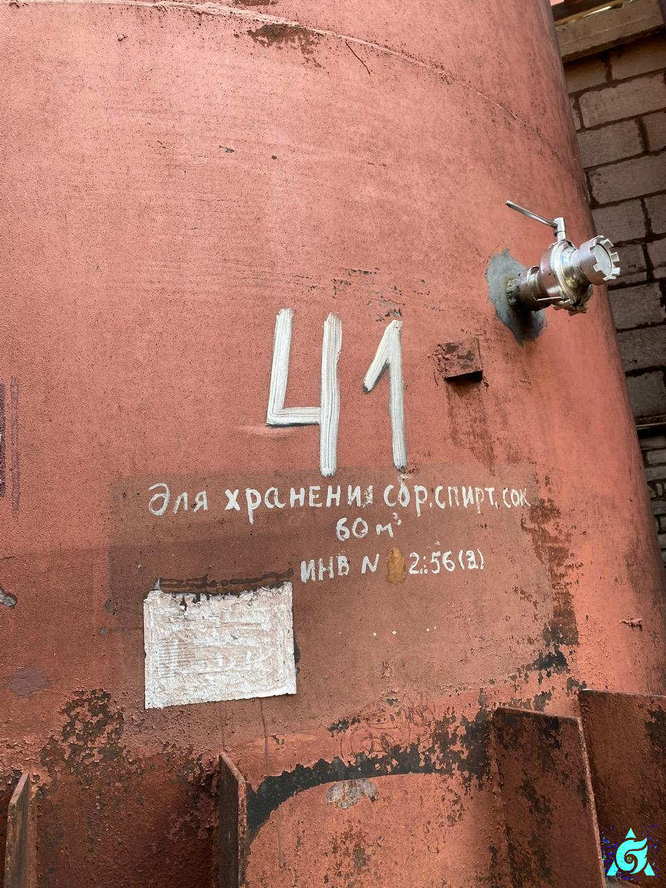 41
Для хранения сбр.спирт.сок
60 м³
ИНВ N 2:56(а)